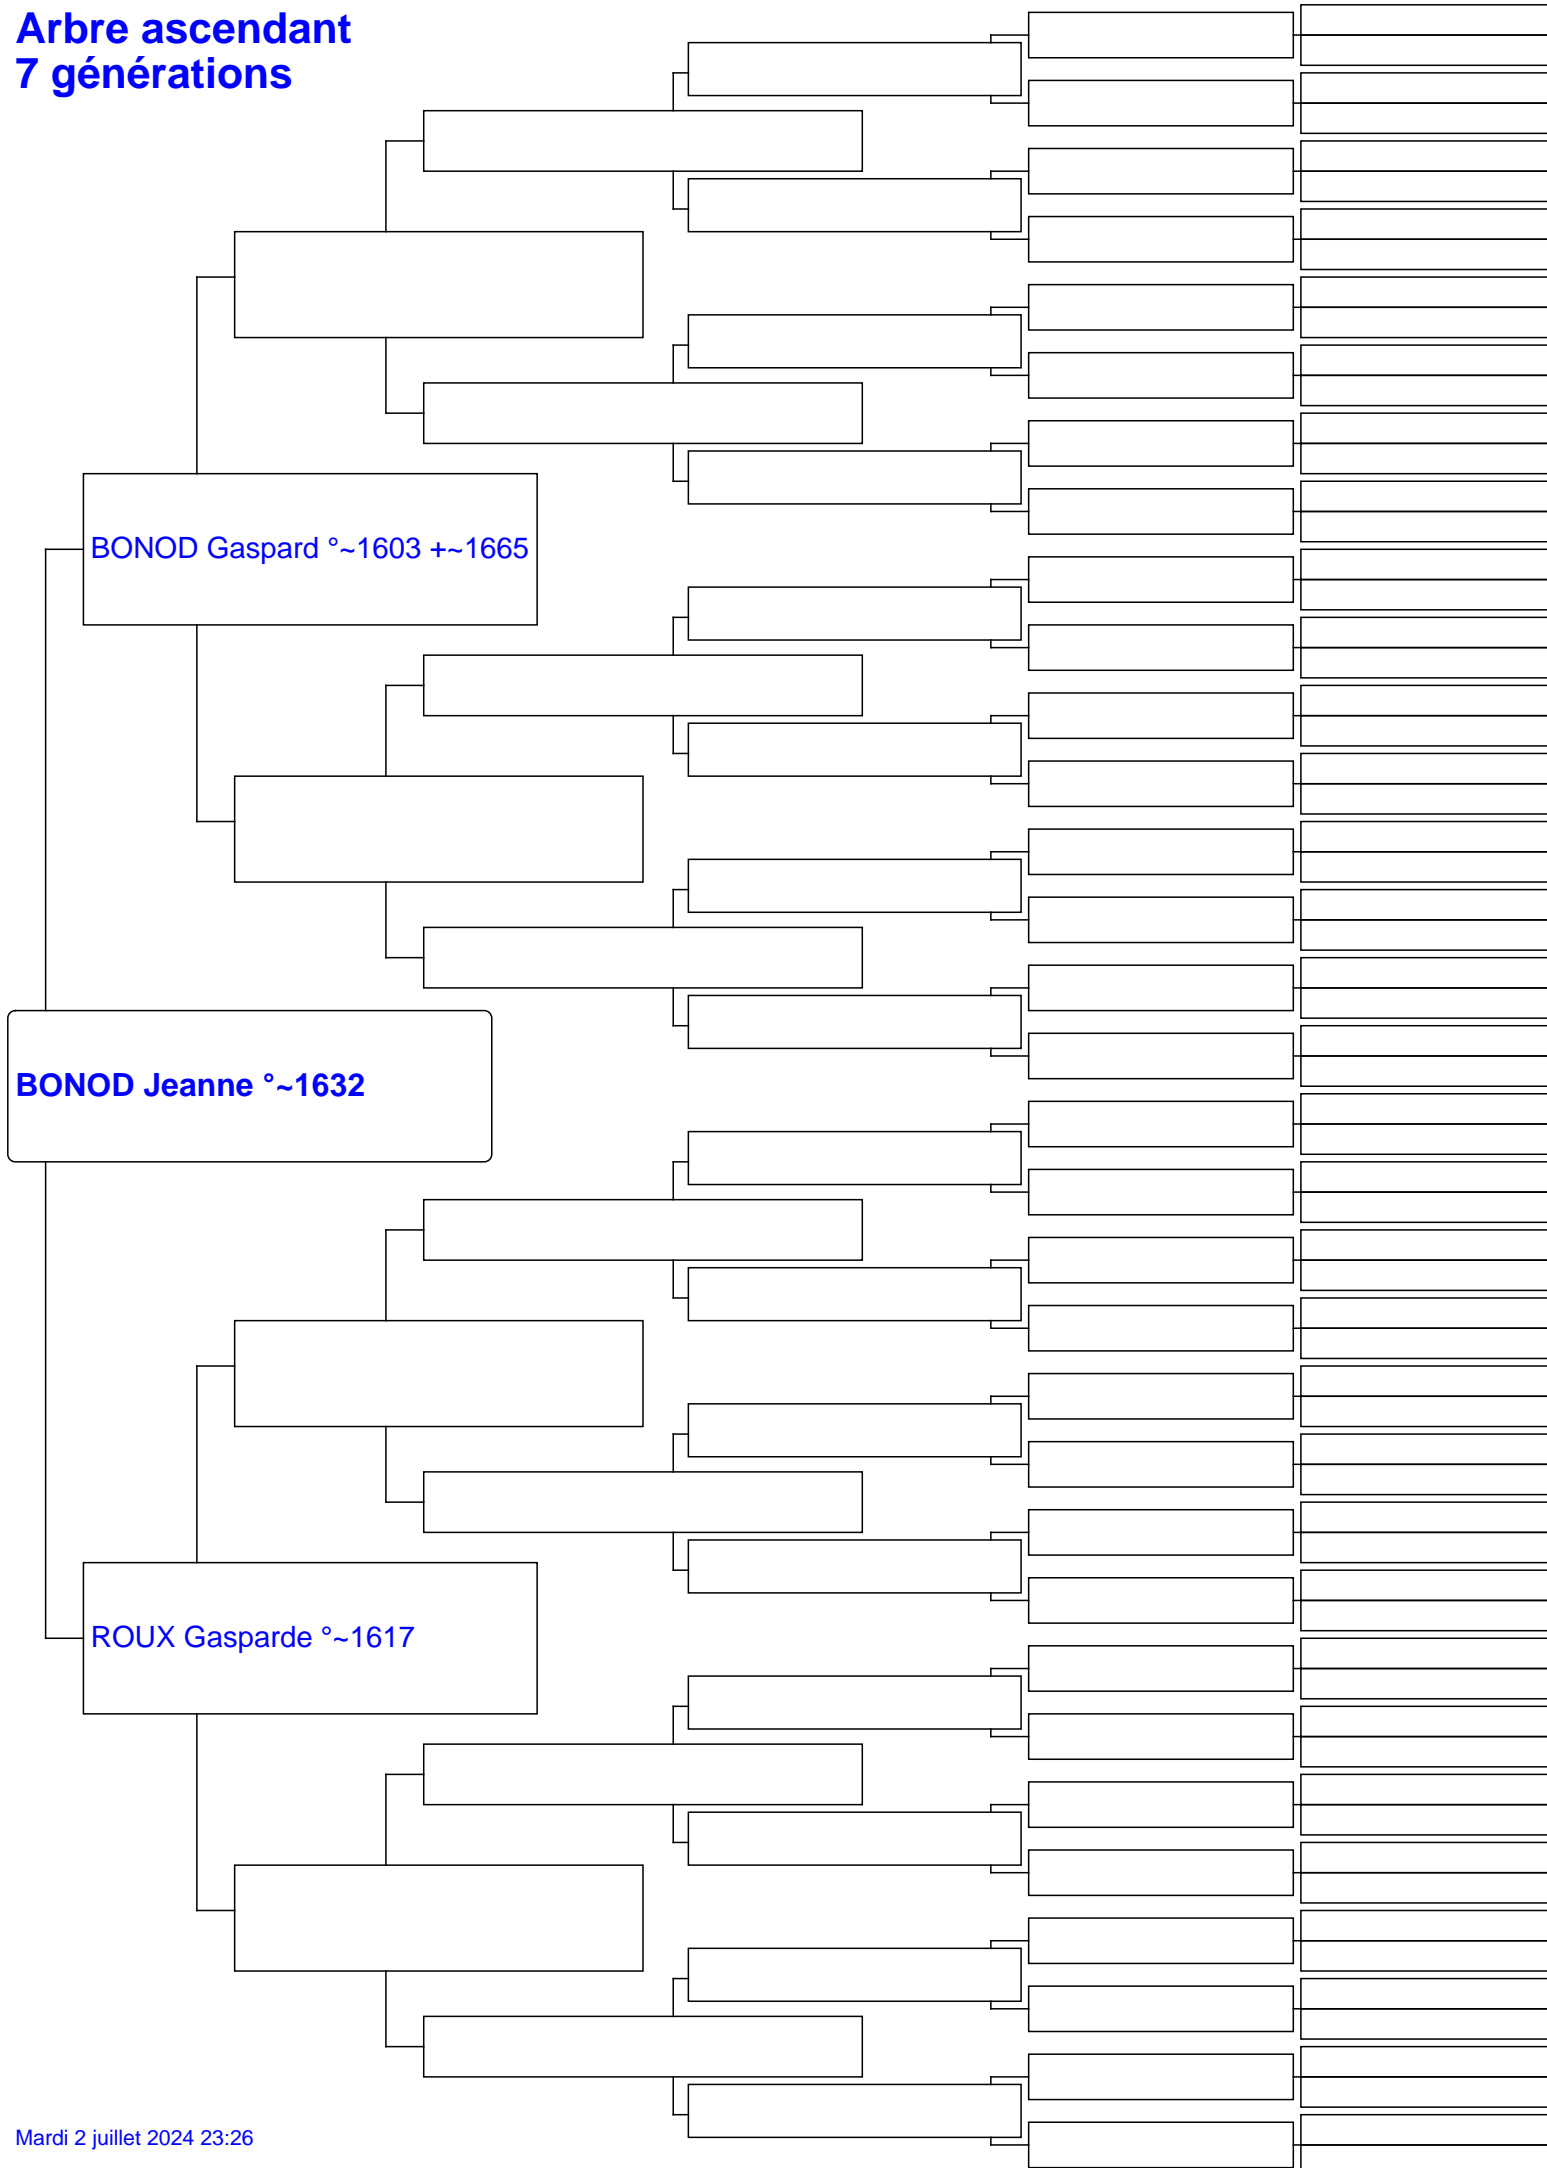 Arbre ascendant
7 générations
BONOD Gaspard °~1603 +~1665
BONOD Jeanne °~1632
ROUX Gasparde °~1617
Mardi 2 juillet 2024 23:26